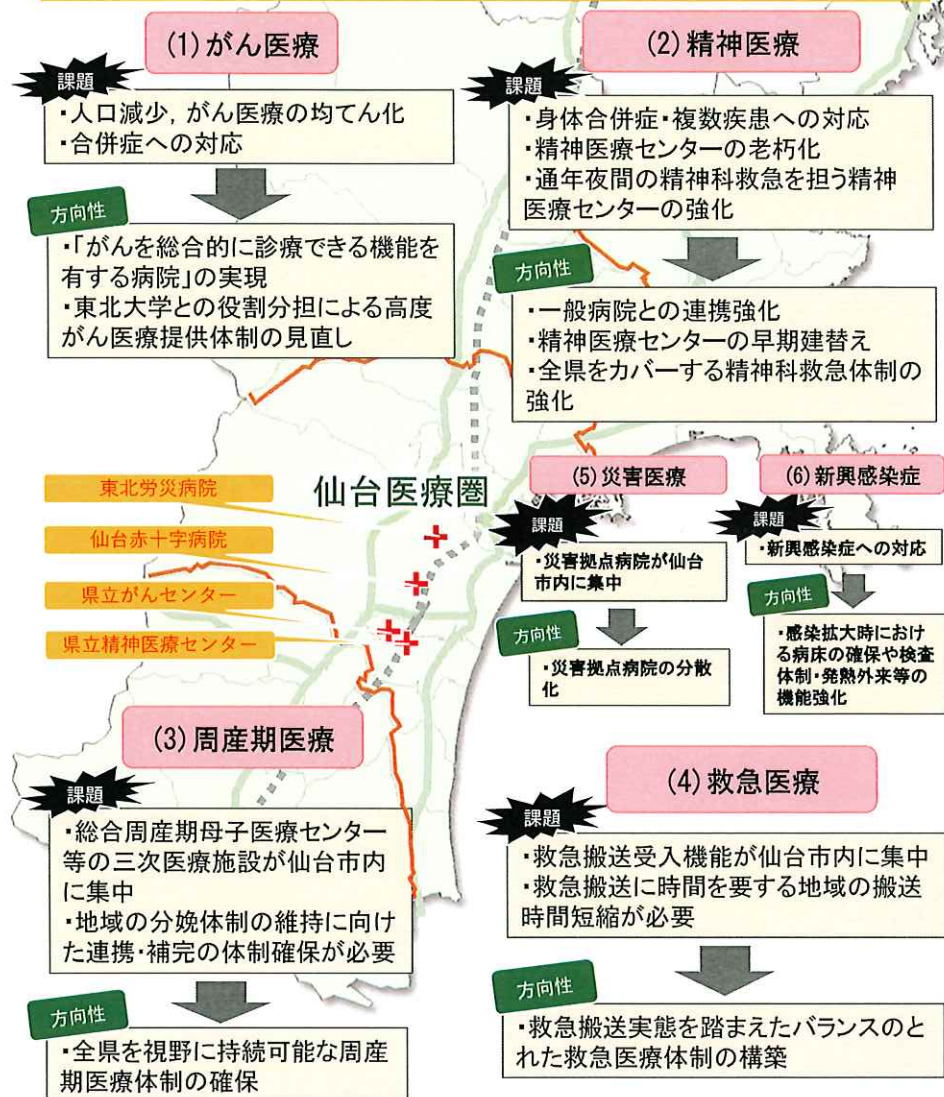 (1)がん医療
課題
・人口減少，がん医療の均てん化
・合併症への対応
方向性
・「がんを総合的に診療できる機能を
有する病院」の実現
・東北大学との役割分担による高度
がん医療提供体制の見直し
(2)精神医療
課題
・身体合併症・複数疾患への対応
・精神医療センターの老朽化
・通年夜間の精神科救急を担う精神
医療センターの強化
方向性
・一般病院との連携強化
・精神医療センターの早期建替え
・全県をカバーする精神科救急体制の
強化
仙台医療圏
東北労災病院
仙台赤十字病院
県立がんセンター
県立精神医療センター
(5)災害医療
課題
・災害拠点病院が仙台
市内に集中
方向性
・災害拠点病院の分散
化
(6)新興感染症
課題
・新興感染症への対応
方向性
・感染拡大時におけ
る病床の確保や検査
体制・発熱外来等の
機能強化
(3)周産期医療
課題
・総合周産期母子医療センター
等の三次医療施設が仙台市内
に集中
・地域の分娩体制の維持に向け
た連携・補完の体制確保が必要
方向性
・全県を視野に持続可能な周産
期医療体制の確保
(4)救急医療
課題
・救急搬送受入機能が仙台市内に集中
・救急搬送に時間を要する地域の搬送
時間短縮が必要
方向性
・救急搬送実態を踏まえたバランスのと
れた救急医療体制の構築